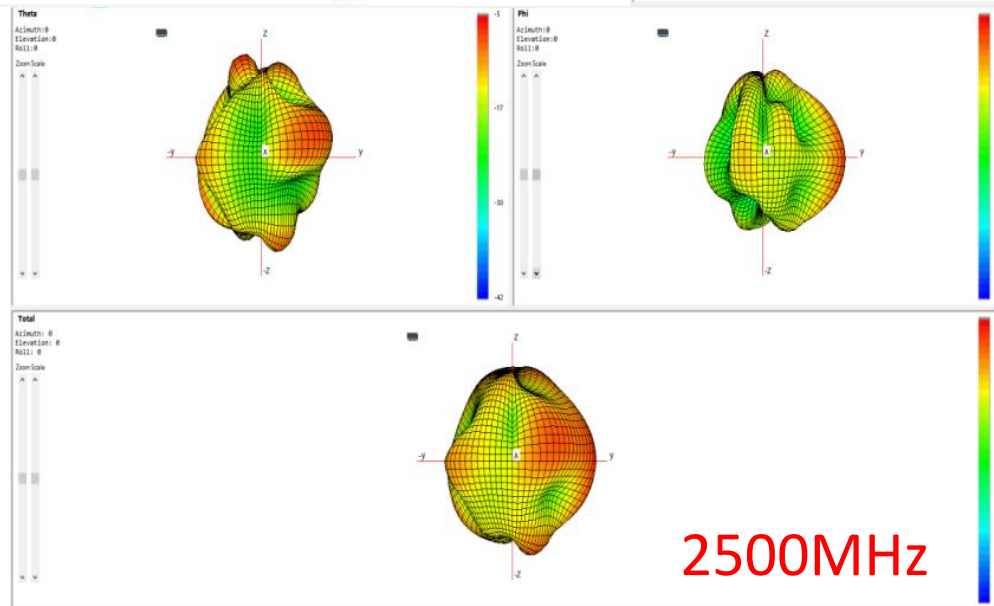 Theta
Azimuth:0
Elevation:0
Roll:0
Zoom Scale
Z
-y
X
y
-Z
-5
-17
-30
-42
Phi
Azimuth:0
Elevation:0
Roll:0
Zoom Scale
Z
-y
X
y
-Z
Total
Azimuth: 0
Elevation: 0
Roll: 0
Zoom Scale
Z
-y
X
y
-Z
2500MHz